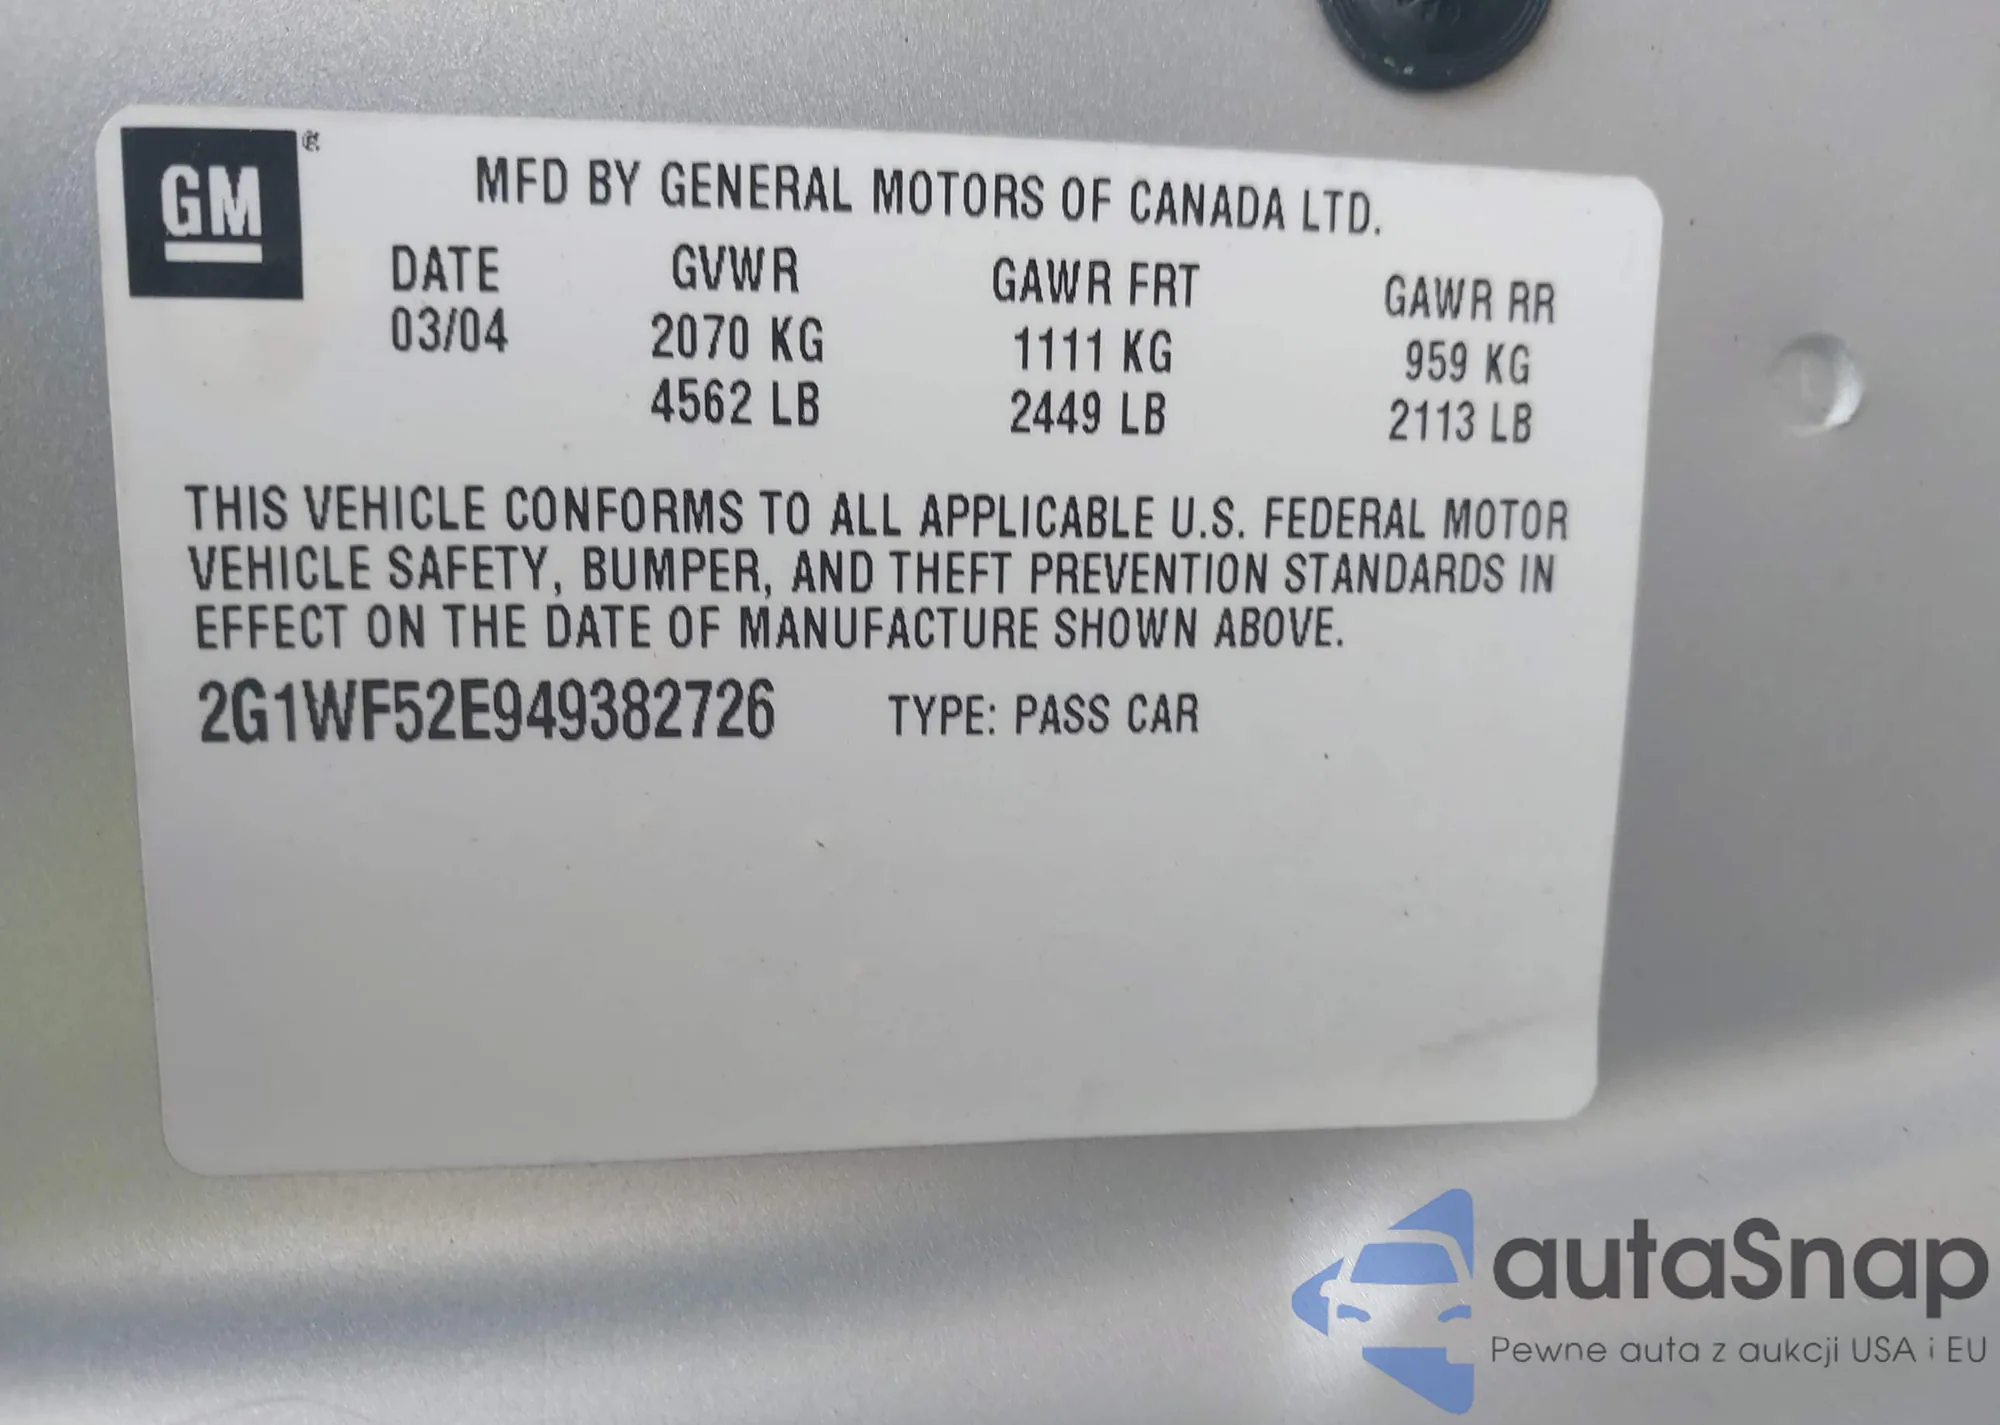 GM
MFD BY GENERAL MOTORS OF CANADA LTD.
DATE GVWR GAWR FRT GAWR RR
03/04 2070 KG 1111 KG 959 KG
4562 LB 2449 LB 2113 LB
THIS VEHICLE CONFORMS TO ALL APPLICABLE U.S. FEDERAL MOTOR
VEHICLE SAFETY, BUMPER, AND THEFT PREVENTION STANDARDS IN
EFFECT ON THE DATE OF MANUFACTURE SHOWN ABOVE.
2G1WF52E949382726 TYPE: PASS CAR
autaSnap
Pewne auta z aukcji USA i EU